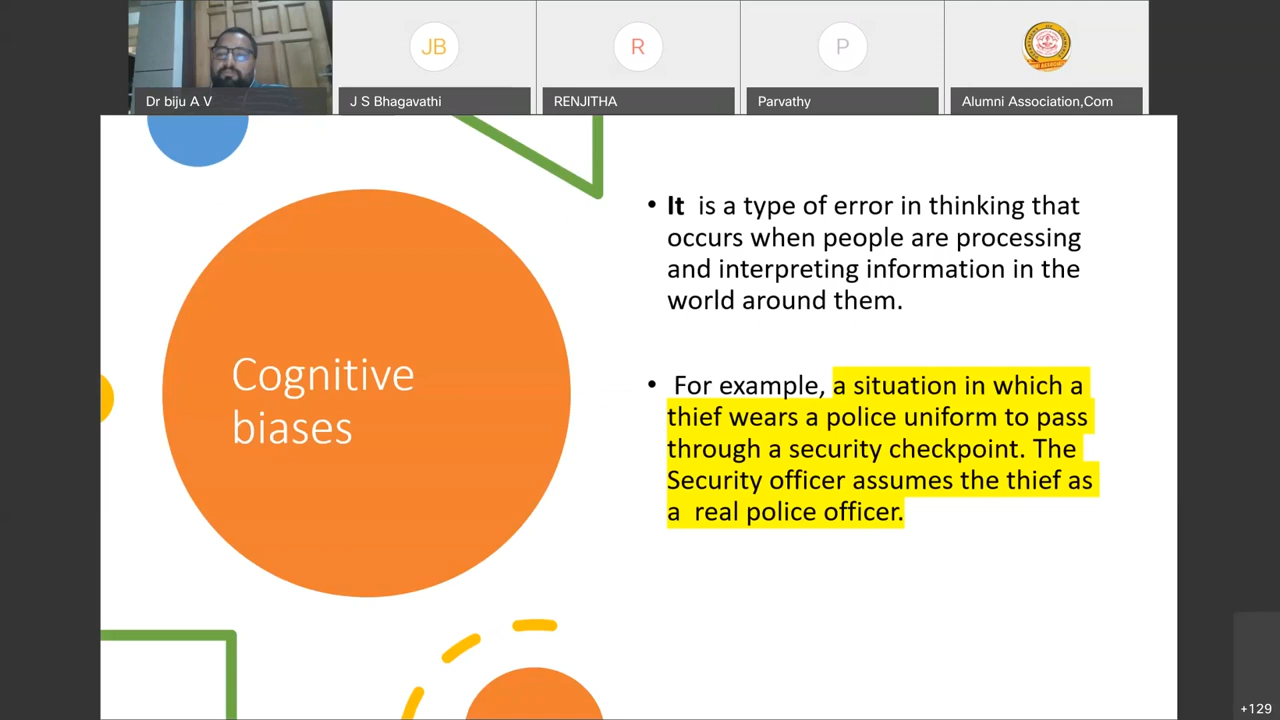 JB
R
P
Dr biju A V
J S Bhagavathi
RENJITHA
Parvathy
Alumni Association,Com
Cognitive
biases
• It is a type of error in thinking that
occurs when people are processing
and interpreting information in the
world around them.
• For example, a situation in which a
thief wears a police uniform to pass
through a security checkpoint. The
Security officer assumes the thief as
a real police officer.
+129